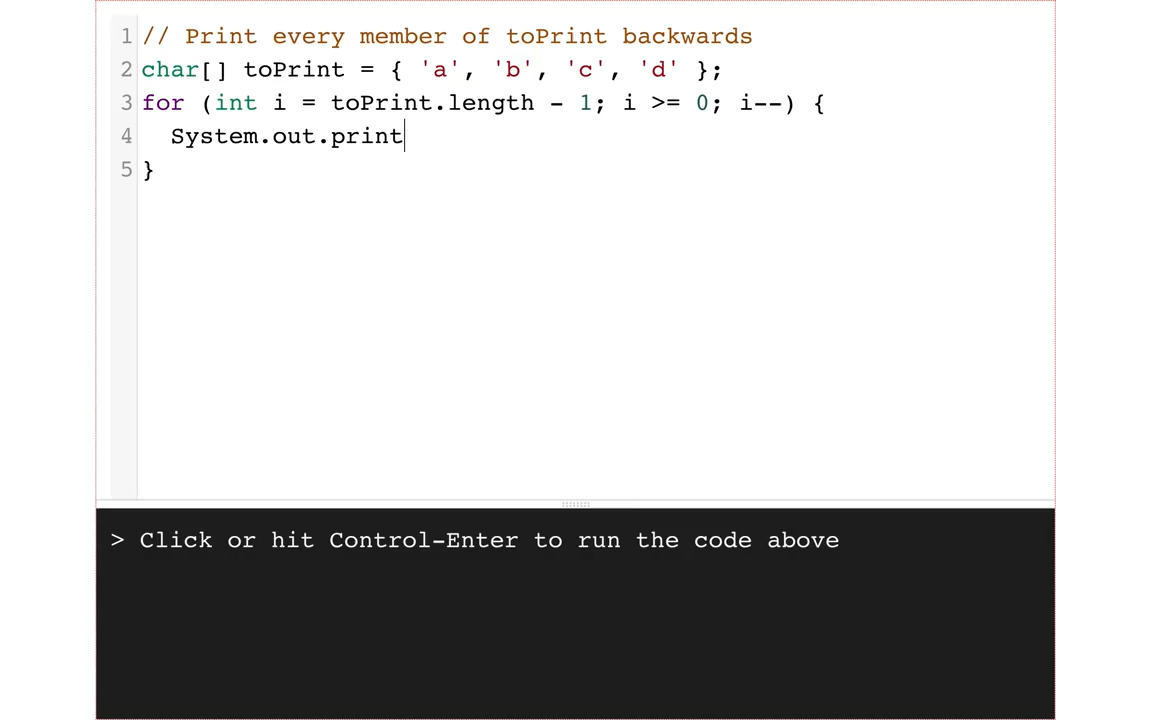 1 // Print every member of toPrint backwards
2 char[] toPrint = { 'a', 'b', 'c', 'd' };
3 for (int i = toPrint.length - 1; i >= 0; i--) {
4   System.out.print
5 }
> Click or hit Control-Enter to run the code above